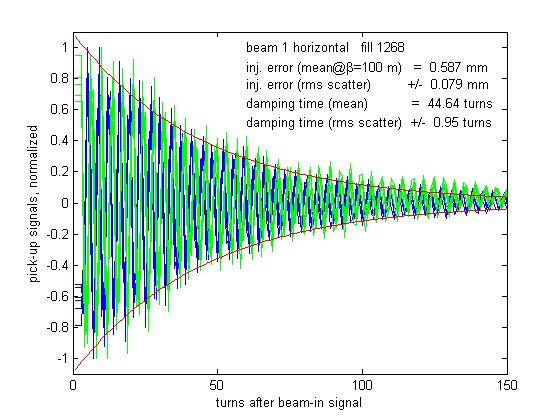 beam 1 horizontal fill 1268
inj. error (mean@β=100 m) = 0.587 mm
inj. error (rms scatter) +/- 0.079 mm
damping time (mean) = 44.64 turns
damping time (rms scatter) +/- 0.95 turns
1
0.8
0.6
0.4
0.2
0
-0.2
-0.4
-0.6
-0.8
-1
pick-up signals, normalized
0 50 100 150
turns after beam-in signal